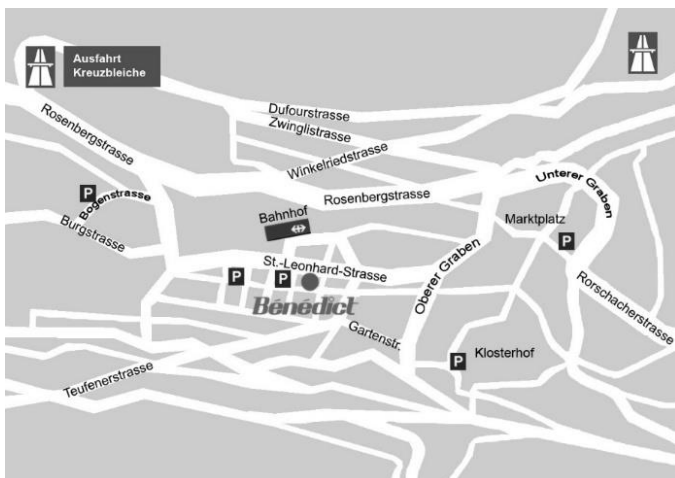 Ausfahrt
Kreuzbleiche
Dufourstrasse
Zwinglistrasse
Rosenbergstrasse
Winkelriedstrasse
Unterer Graben
P
Bogenstrasse
Rosenbergstrasse
Bahnhof
Marktplatz
Burgstrasse
P
St.-Leonhard-Strasse
Oberer Graben
P
P
Rorschacherstrasse
Bénédict
Gartenstr.
Klosterhof
P
Teufenerstrasse